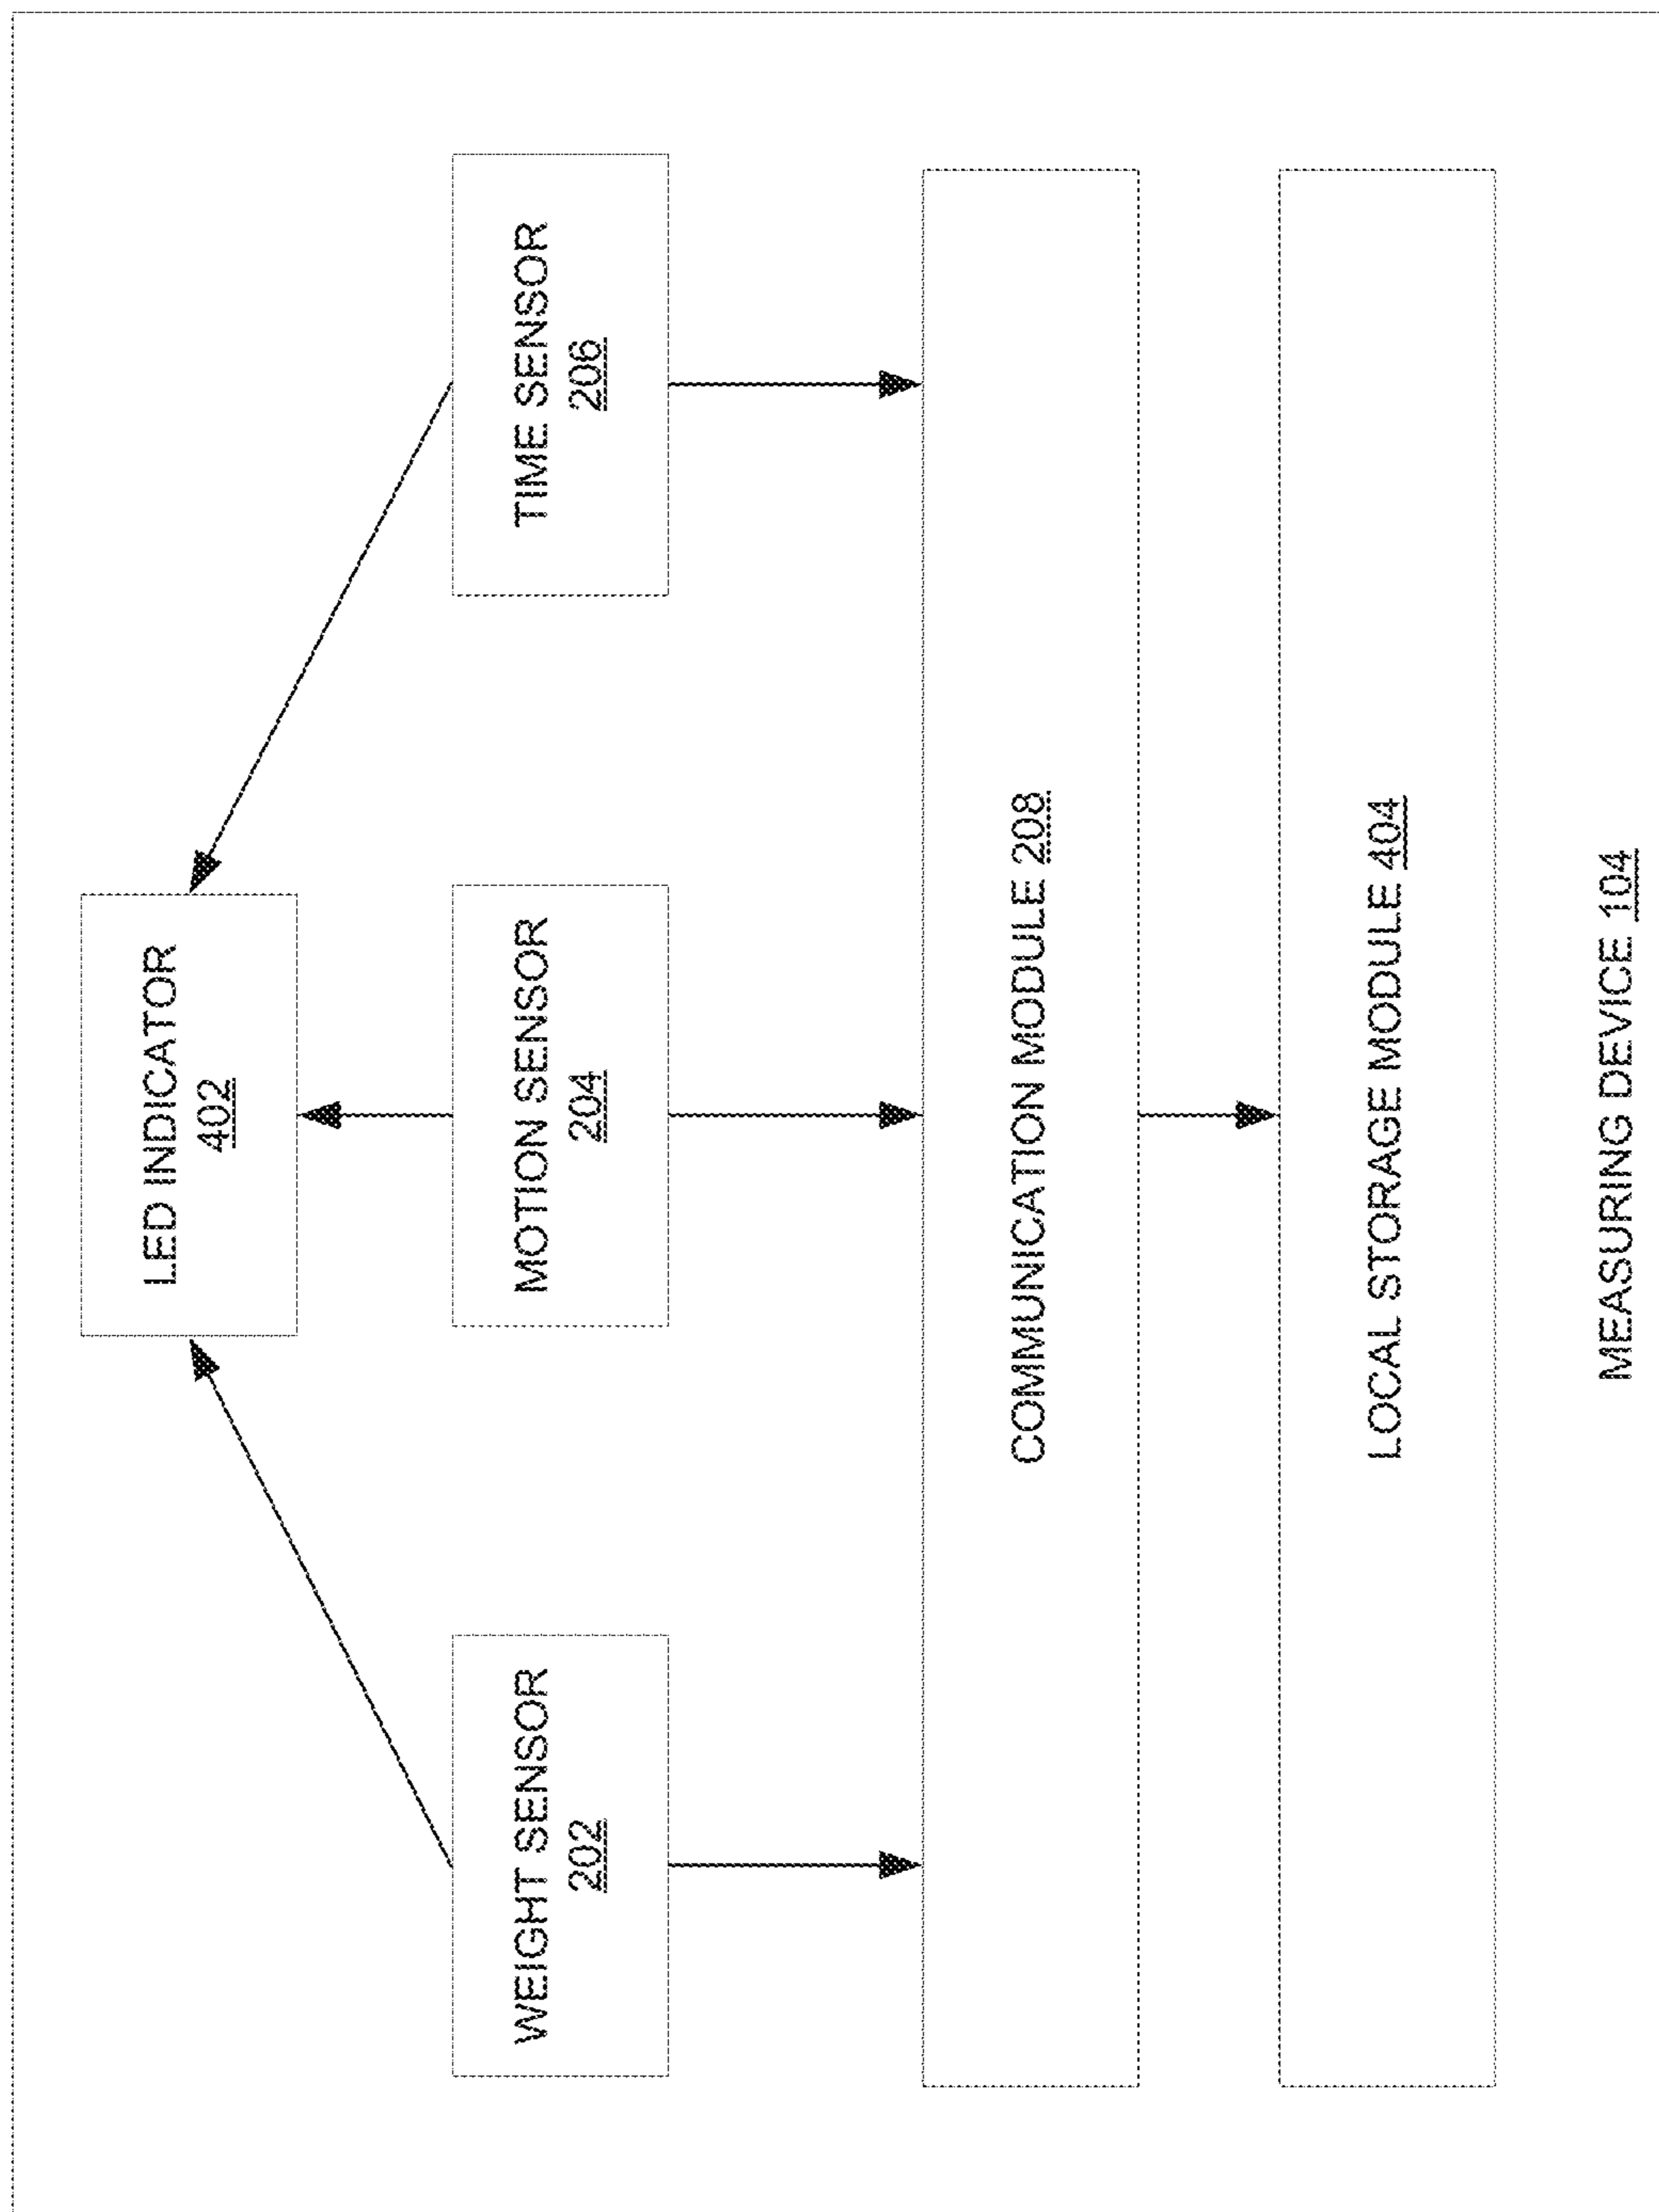 LED INDICATOR
402
WEIGHT SENSOR
202
MOTION SENSOR
204
TIME SENSOR
206
COMMUNICATION MODULE 208
LOCAL STORAGE MODULE 404
MEASURING DEVICE 104